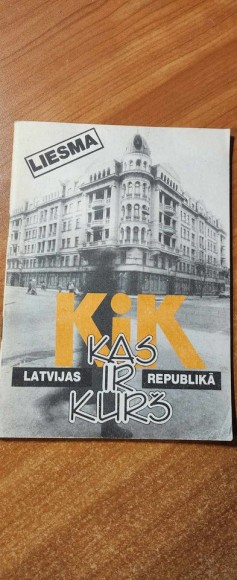 LIESMA
KiK
KAS
LATVIJAS IR REPUBLIKĀ
KURŠ